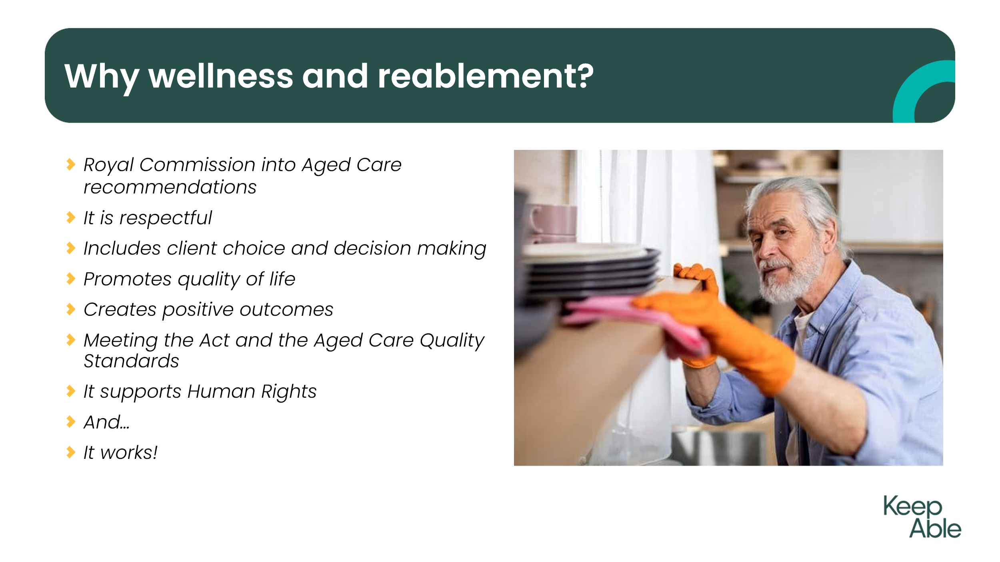 Why wellness and reablement?
Royal Commission into Aged Care
recommendations
It is respectful
Includes client choice and decision making
Promotes quality of life
Creates positive outcomes
Meeting the Act and the Aged Care Quality
Standards
It supports Human Rights
And...
It works!
Keep
Able